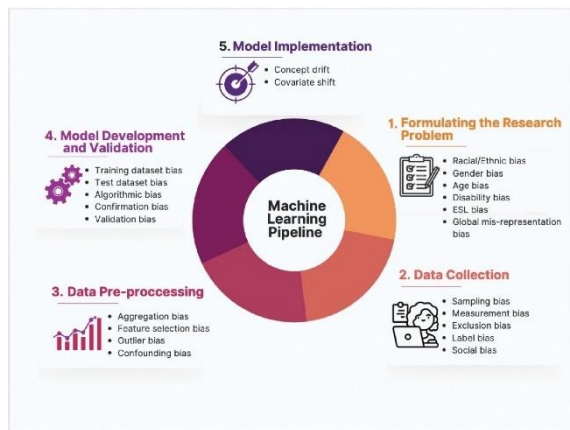 5. Model Implementation
• Concept drift
• Covariate shift
4. Model Development
and Validation
• Training dataset bias
• Test dataset bias
• Algorithmic bias
• Confirmation bias
• Validation bias
1. Formulating the Research
Problem
• Racial/Ethnic bias
• Gender bias
• Age bias
• Disability bias
• ESL bias
• Global mis-representation
bias
Machine
Learning
Pipeline
2. Data Collection
• Sampling bias
• Measurement bias
• Exclusion bias
• Label bias
• Social bias
3. Data Pre-proccessing
• Aggregation bias
• Feature selection bias
• Outlier bias
• Confounding bias